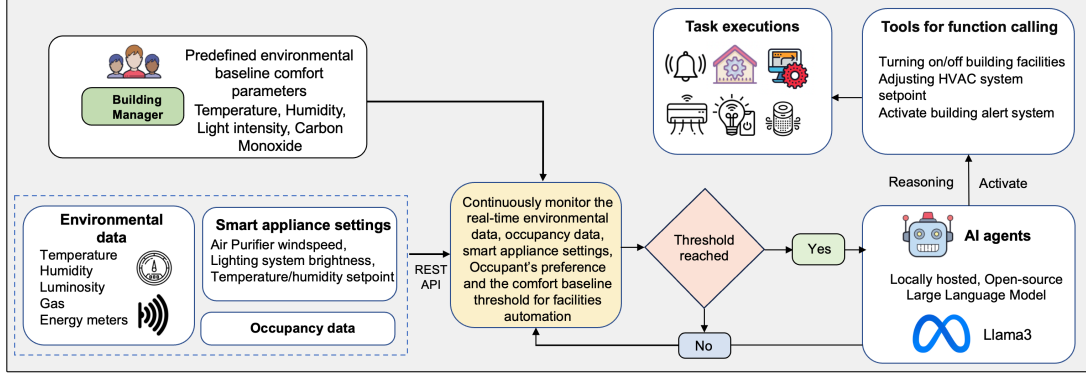 Predefined environmental
baseline comfort
parameters
Temperature, Humidity,
Light intensity, Carbon
Monoxide
Building
Manager
Task executions
Tools for function calling
Turning on/off building facilities
Adjusting HVAC system
setpoint
Activate building alert system
Reasoning
Activate
Environmental
data
Temperature
Humidity
Luminosity
Gas
Energy meters
Smart appliance settings
Air Purifier windspeed,
Lighting system brightness,
Temperature/humidity setpoint
Occupancy data
REST
API
Continuously monitor the
real-time environmental
data, occupancy data,
smart appliance settings,
Occupant's preference
and the comfort baseline
threshold for facilities
automation
Threshold
reached
Yes
No
AI agents
Locally hosted, Open-source
Large Language Model
Llama3